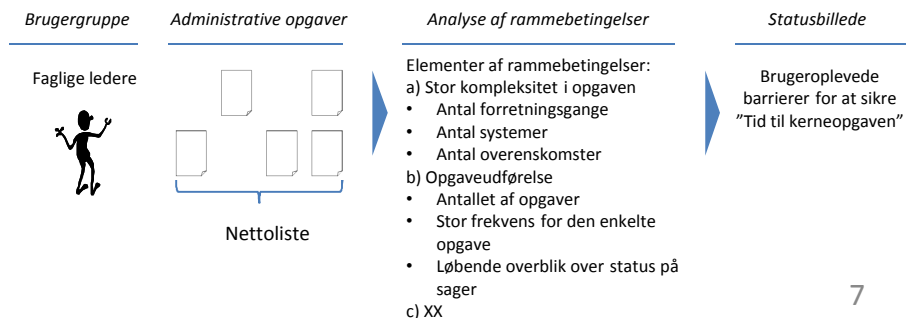 Brugergruppe
Administrative opgaver
Analyse af rammebetingelser
Statusbillede
Faglige ledere
Nettoliste
Elementer af rammebetingelser:
a) Stor kompleksitet i opgaven
• Antal forretningsgange
• Antal systemer
• Antal overenskomster
b) Opgaveudførelse
• Antallet af opgaver
• Stor frekvens for den enkelte
opgave
• Løbende overblik over status på
sager
c) XX
Brugeroplevede
barrierer for at sikre
”Tid til kerneopgaven”
7